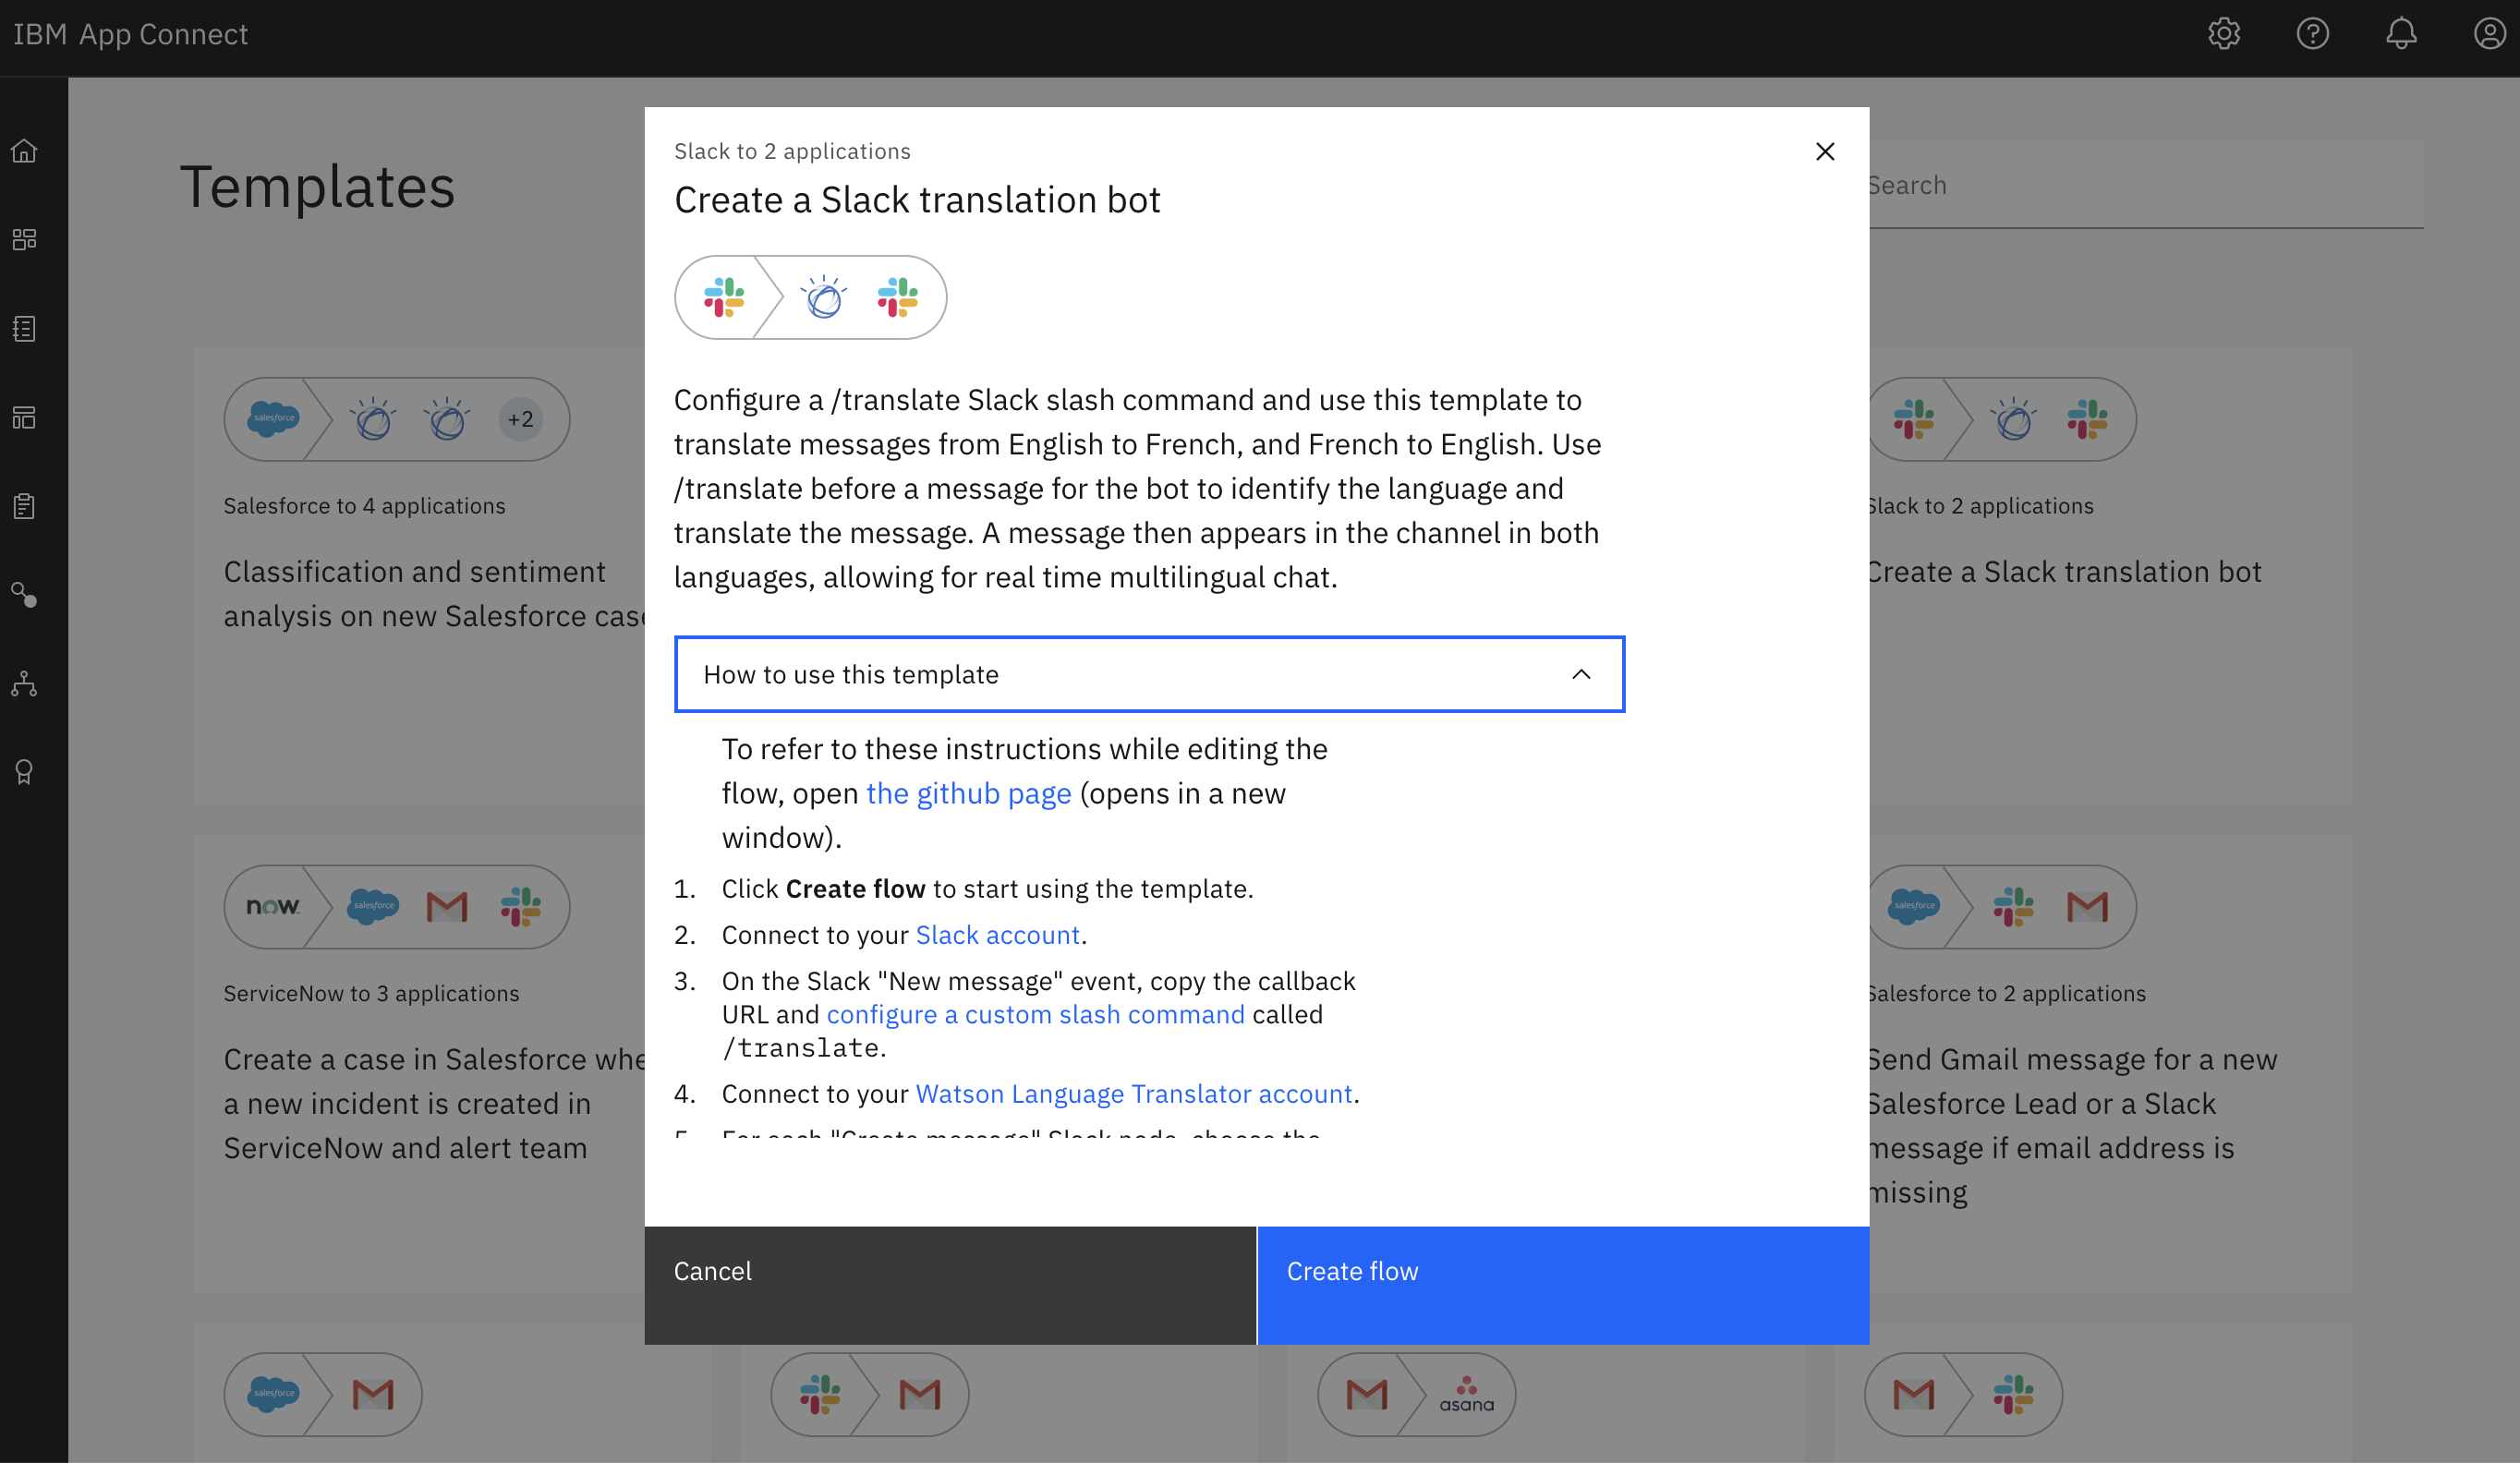 IBM App Connect
Templates
Search
Slack to 2 applications
Create a Slack translation bot
Configure a /translate Slack slash command and use this template to
translate messages from English to French, and French to English. Use
/translate before a message for the bot to identify the language and
translate the message. A message then appears in the channel in both
languages, allowing for real time multilingual chat.
How to use this template
To refer to these instructions while editing the
flow, open the github page (opens in a new
window).
1. Click Create flow to start using the template.
2. Connect to your Slack account.
3. On the Slack "New message" event, copy the callback
URL and configure a custom slash command called
/translate.
4. Connect to your Watson Language Translator account.
5. For each "Create message" Slack node, choose the
Cancel
Create flow
salesforce
+2
Salesforce to 4 applications
Classification and sentiment
analysis on new Salesforce case
Slack to 2 applications
Create a Slack translation bot
now
salesforce
ServiceNow to 3 applications
Create a case in Salesforce whe
a new incident is created in
ServiceNow and alert team
salesforce
Salesforce to 2 applications
Send Gmail message for a new
Salesforce Lead or a Slack
message if email address is
missing
salesforce
asana